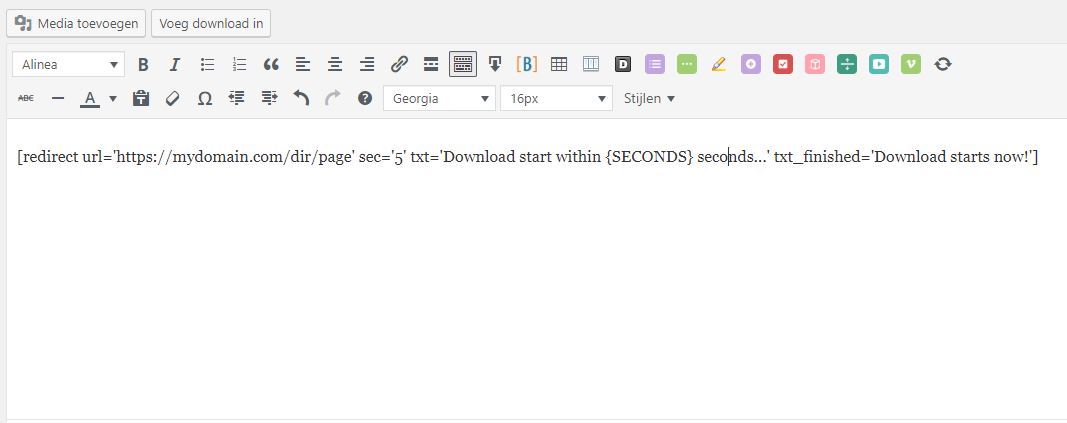 Media toevoegen Voeg download in
Alinea B I [B] D
ABC A Ω Georgia 16px Stijlen
[redirect url='https://mydomain.com/dir/page' sec='5' txt='Download start within {SECONDS} seconds...' txt_finished='Download starts now!']